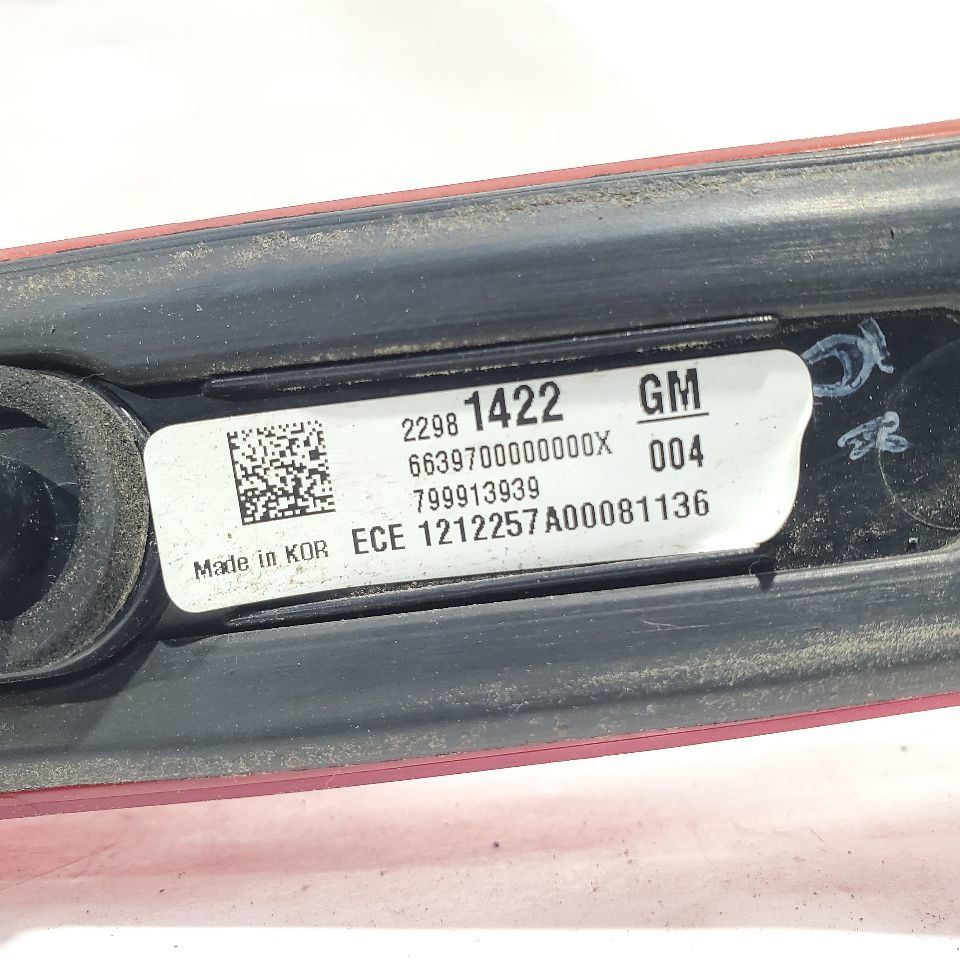 2298 1422 GM
6639700000000X 004
799913939
Made in KOR ECE 1212257A00081136